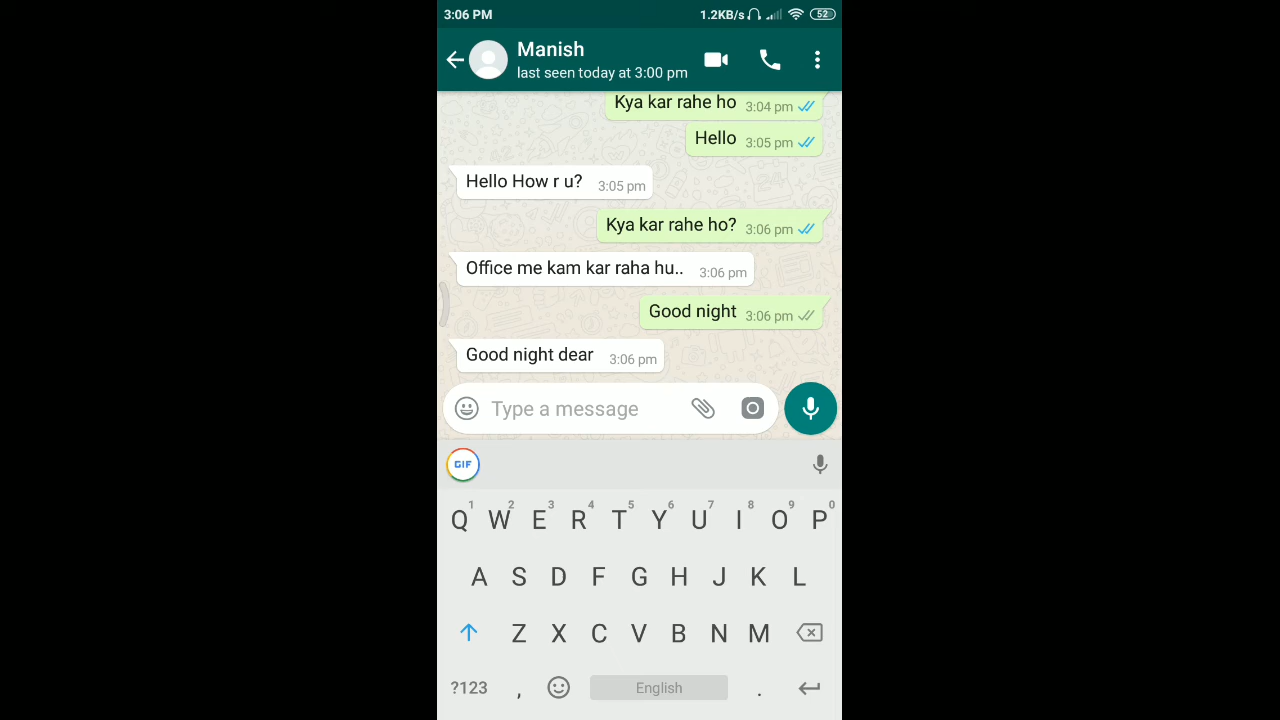 3:06 PM 1.2KB/s 52
Manish
last seen today at 3:00 pm
Kya kar rahe ho 3:04 pm
Hello 3:05 pm
Hello How r u? 3:05 pm
Kya kar rahe ho? 3:06 pm
Office me kam kar raha hu.. 3:06 pm
Good night 3:06 pm
Good night dear 3:06 pm
Type a message
GIF
1 2 3 4 5 6 7 8 9 0
Q W E R T Y U I O P
A S D F G H J K L
Z X C V B N M
?123 , English .